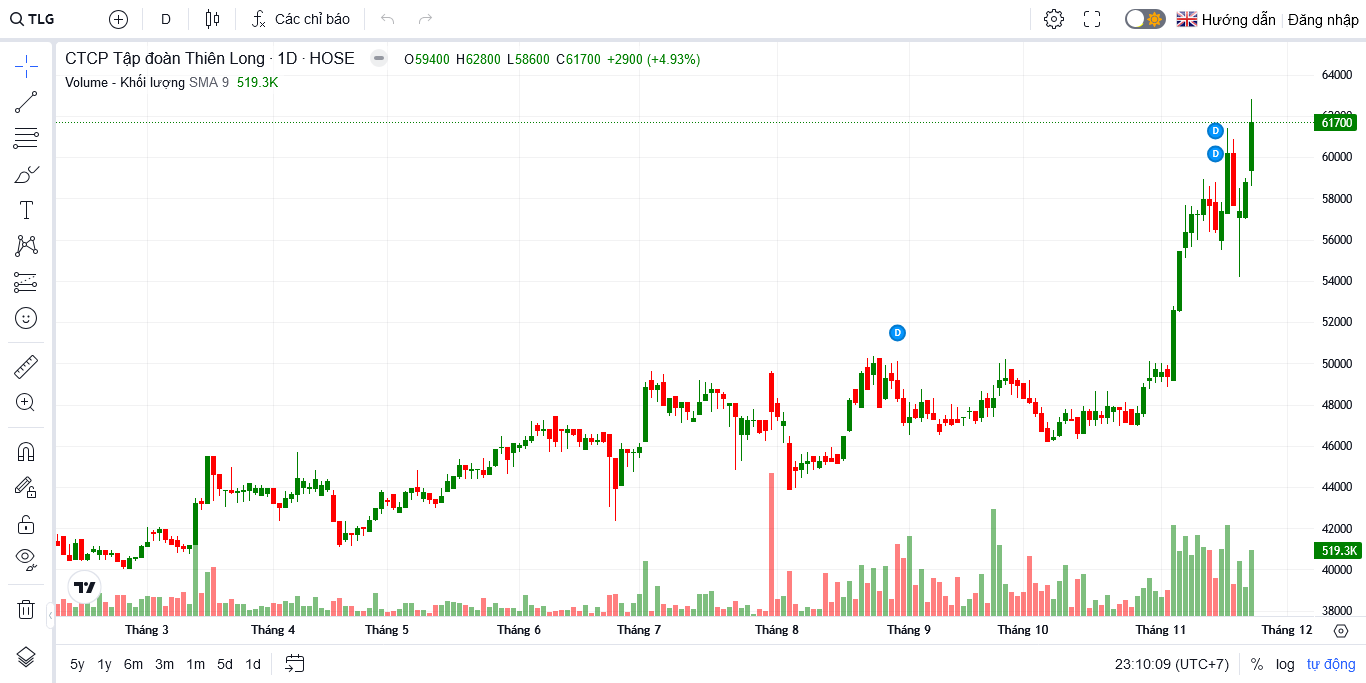 TLG D Các chỉ báo Hướng dẫn Đăng nhập
CTCP Tập đoàn Thiên Long · 1D · HOSE O59400 H62800 L58600 C61700 +2900 (+4.93%)
Volume - Khối lượng SMA 9 519.3K
64000
61700
60000
58000
56000
54000
52000
50000
48000
46000
44000
42000
519.3K
40000
38000
D
D
D
Tháng 3 Tháng 4 Tháng 5 Tháng 6 Tháng 7 Tháng 8 Tháng 9 Tháng 10 Tháng 11 Tháng 12
5y 1y 6m 3m 1m 5d 1d 23:10:09 (UTC+7) % log tự động